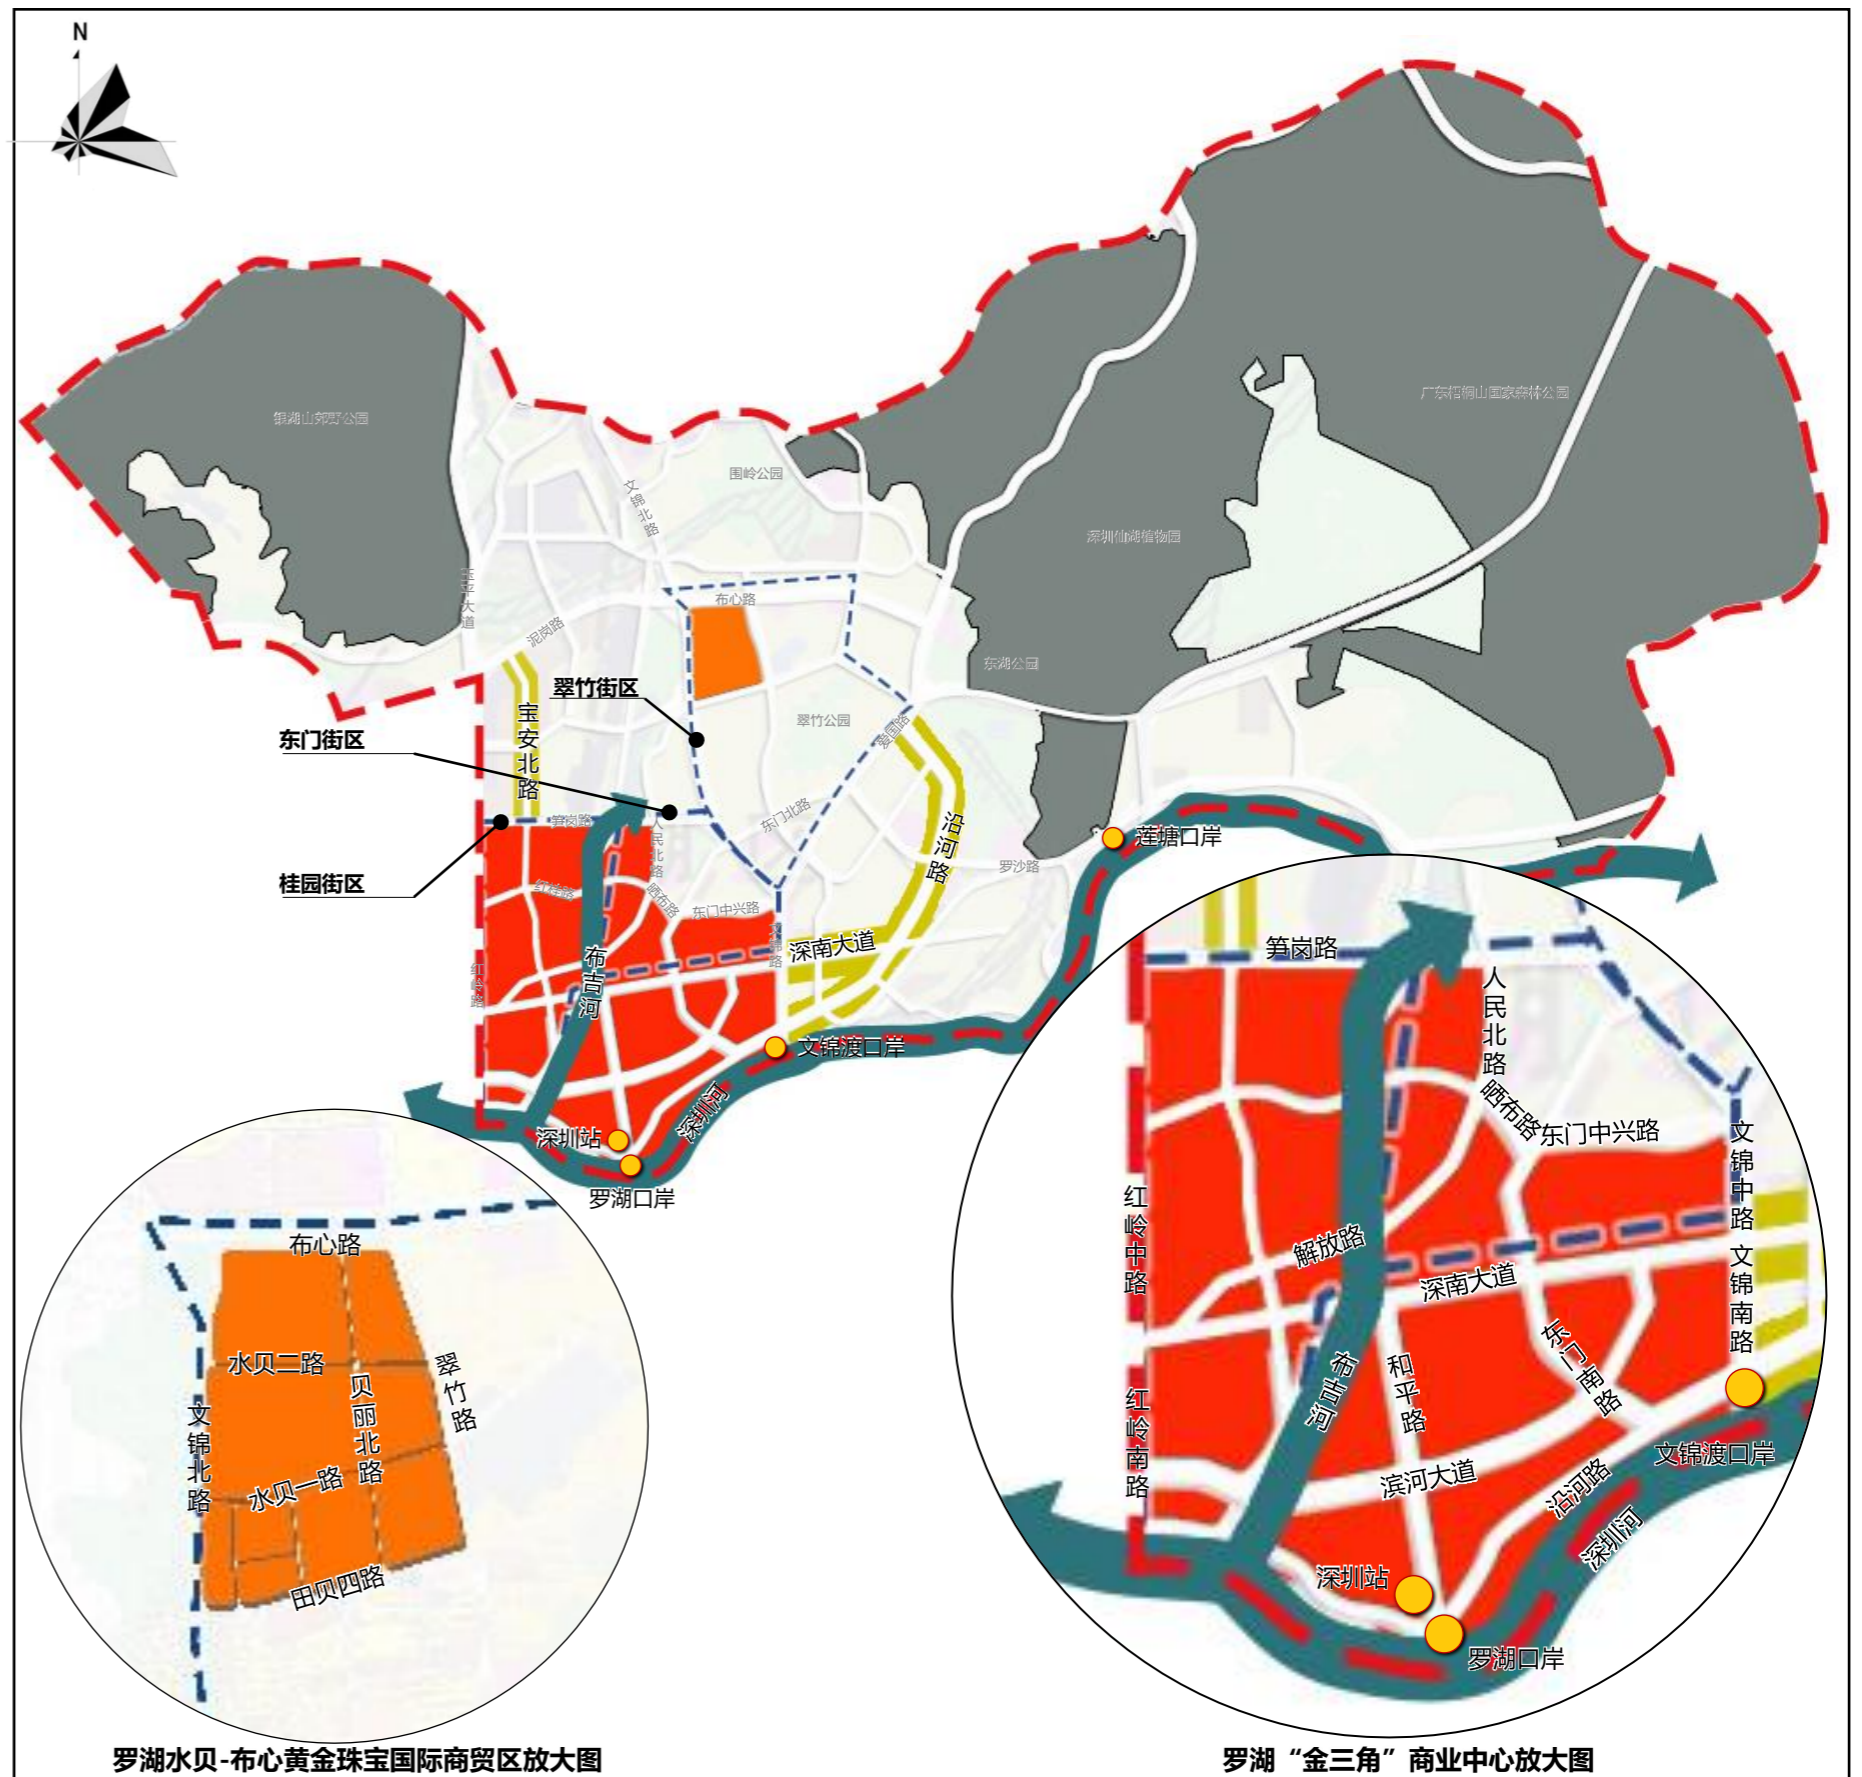 N
银湖山郊野公园
广东梧桐山国家森林公园
围岭公园
文锦北路
深圳仙湖植物园
布心路
泥岗路
东湖公园
翠竹街区
宝安北路
翠竹公园
爱国路
东门街区
笋岗路
人民北路
东门北路
沿河路
莲塘口岸
罗沙路
桂园街区
红桂路
晒布路
东门中兴路
深南大道
布吉河
红岭路
文锦渡口岸
深圳河
深圳站
罗湖口岸
布心路
水贝二路
贝丽北路
翠竹路
文锦北路
水贝一路
田贝四路
罗湖水贝-布心黄金珠宝国际商贸区放大图
笋岗路
人民北路
晒布路
东门中兴路
文锦中路
红岭中路
解放路
深南大道
文锦南路
东门南路
布吉河
和平路
红岭南路
滨河大道
沿河路
文锦渡口岸
深圳河
深圳站
罗湖口岸
罗湖“金三角”商业中心放大图